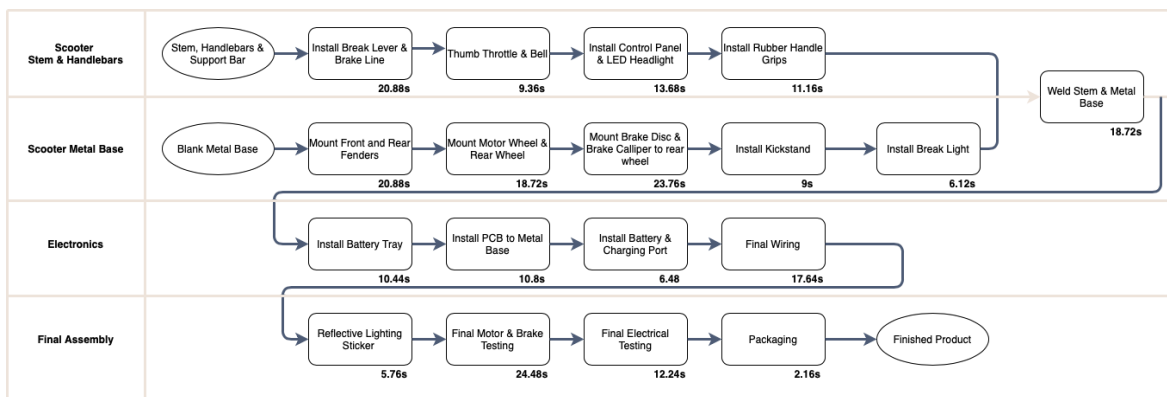 Scooter
Stem & Handlebars
Stem, Handlebars &
Support Bar
Install Break Lever &
Brake Line
20.88s
Thumb Throttle & Bell
9.36s
Install Control Panel
& LED Headlight
13.68s
Install Rubber Handle
Grips
11.16s
Weld Stem & Metal
Base
18.72s
Scooter Metal Base
Blank Metal Base
Mount Front and Rear
Fenders
20.88s
Mount Motor Wheel &
Rear Wheel
18.72s
Mount Brake Disc &
Brake Calliper to rear
wheel
23.76s
Install Kickstand
9s
Install Break Light
6.12s
Electronics
Install Battery Tray
10.44s
Install PCB to Metal
Base
10.8s
Install Battery &
Charging Port
6.48
Final Wiring
17.64s
Final Assembly
Reflective Lighting
Sticker
5.76s
Final Motor & Brake
Testing
24.48s
Final Electrical
Testing
12.24s
Packaging
2.16s
Finished Product